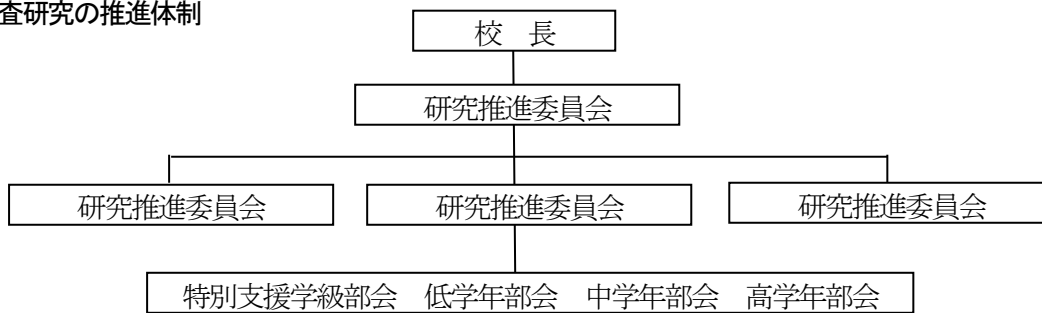 査研究の推進体制
校　長
研究推進委員会
研究推進委員会　研究推進委員会　研究推進委員会
特別支援学級部会　低学年部会　中学年部会　高学年部会